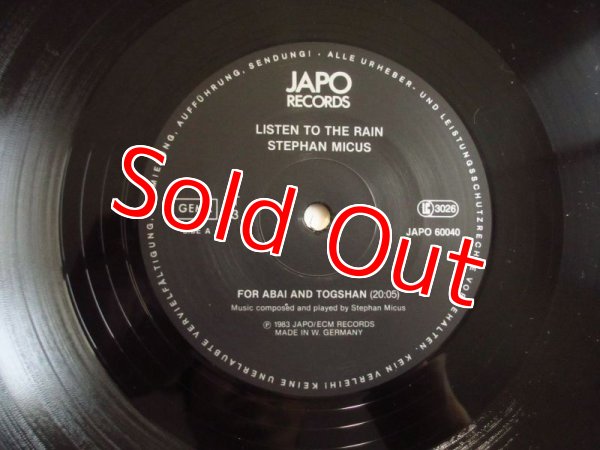 JAPO
RECORDS
LISTEN TO THE RAIN
STEPHAN MICUS
3026
JAPO 60040
SIDE A
FOR ABAI AND TOGSHAN (20:05)
Music composed and played by Stephan Micus
℗ 1983 JAPO/ECM RECORDS
MADE IN W. GERMANY
AUFFÜHRUNG, SENDUNG! · ALLE URHEBER- UND LEISTUNGSSCHUTZRECHTE
KEIN VERLEIH! KEINE UNERLAUBTE VERVIELFÄLTIGUNG,
Sold Out